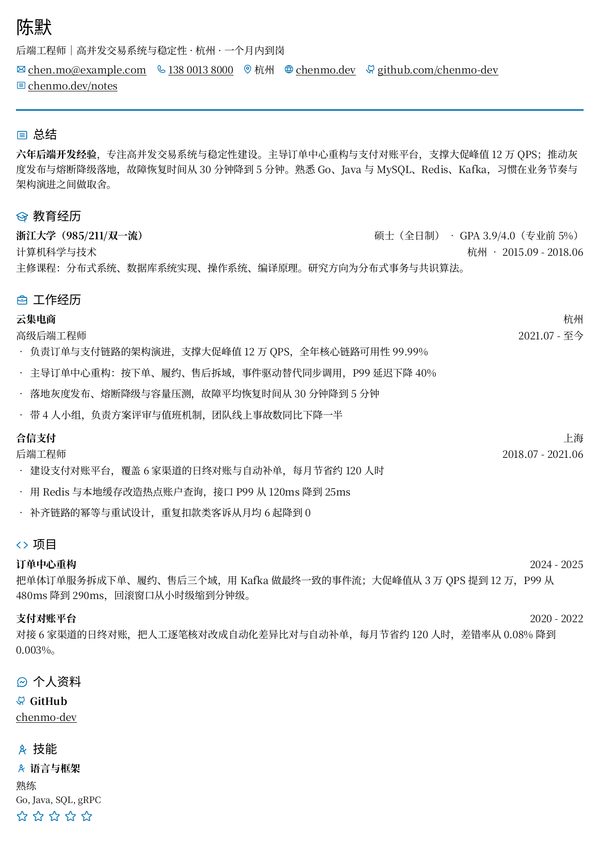 陈默
后端工程师｜高并发交易系统与稳定性 · 杭州 · 一个月内到岗
chen.mo@example.com 138 0013 8000 杭州 chenmo.dev github.com/chenmo-dev
chenmo.dev/notes
总结
六年后端开发经验，专注高并发交易系统与稳定性建设。主导订单中心重构与支付对账平台，支撑大促峰值 12 万 QPS；推动灰
度发布与熔断降级落地，故障恢复时间从 30 分钟降到 5 分钟。熟悉 Go、Java 与 MySQL、Redis、Kafka，习惯在业务节奏与
架构演进之间做取舍。
教育经历
浙江大学（985/211/双一流） 硕士（全日制） · GPA 3.9/4.0（专业前 5%）
计算机科学与技术 杭州 · 2015.09 - 2018.06
主修课程：分布式系统、数据库系统实现、操作系统、编译原理。研究方向为分布式事务与共识算法。
工作经历
云集电商 杭州
高级后端工程师 2021.07 - 至今
· 负责订单与支付链路的架构演进，支撑大促峰值 12 万 QPS，全年核心链路可用性 99.99%
· 主导订单中心重构：按下单、履约、售后拆域，事件驱动替代同步调用，P99 延迟下降 40%
· 落地灰度发布、熔断降级与容量压测，故障平均恢复时间从 30 分钟降到 5 分钟
· 带 4 人小组，负责方案评审与值班机制，团队线上事故数同比下降一半
合信支付 上海
后端工程师 2018.07 - 2021.06
· 建设支付对账平台，覆盖 6 家渠道的日终对账与自动补单，每月节省约 120 人时
· 用 Redis 与本地缓存改造热点账户查询，接口 P99 从 120ms 降到 25ms
· 补齐链路的幂等与重试设计，重复扣款类客诉从月均 6 起降到 0
项目
订单中心重构 2024 - 2025
把单体订单服务拆成下单、履约、售后三个域，用 Kafka 做最终一致的事件流；大促峰值从 3 万 QPS 提到 12 万，P99 从
480ms 降到 290ms，回滚窗口从小时级缩到分钟级。
支付对账平台 2020 - 2022
对接 6 家渠道的日终对账，把人工逐笔核对改成自动化差异比对与自动补单，每月节省约 120 人时，差错率从 0.08% 降到
0.003%。
个人资料
GitHub
chenmo-dev
技能
语言与框架
熟练
Go, Java, SQL, gRPC